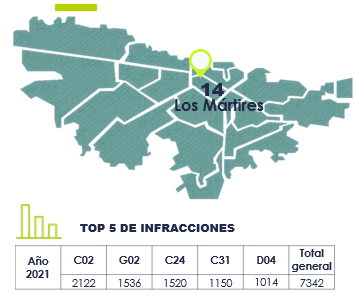 14
Los Mártires
TOP 5 DE INFRACCIONES
Año 2021 C02 G02 C24 C31 D04 Total general
2122 1536 1520 1150 1014 7342